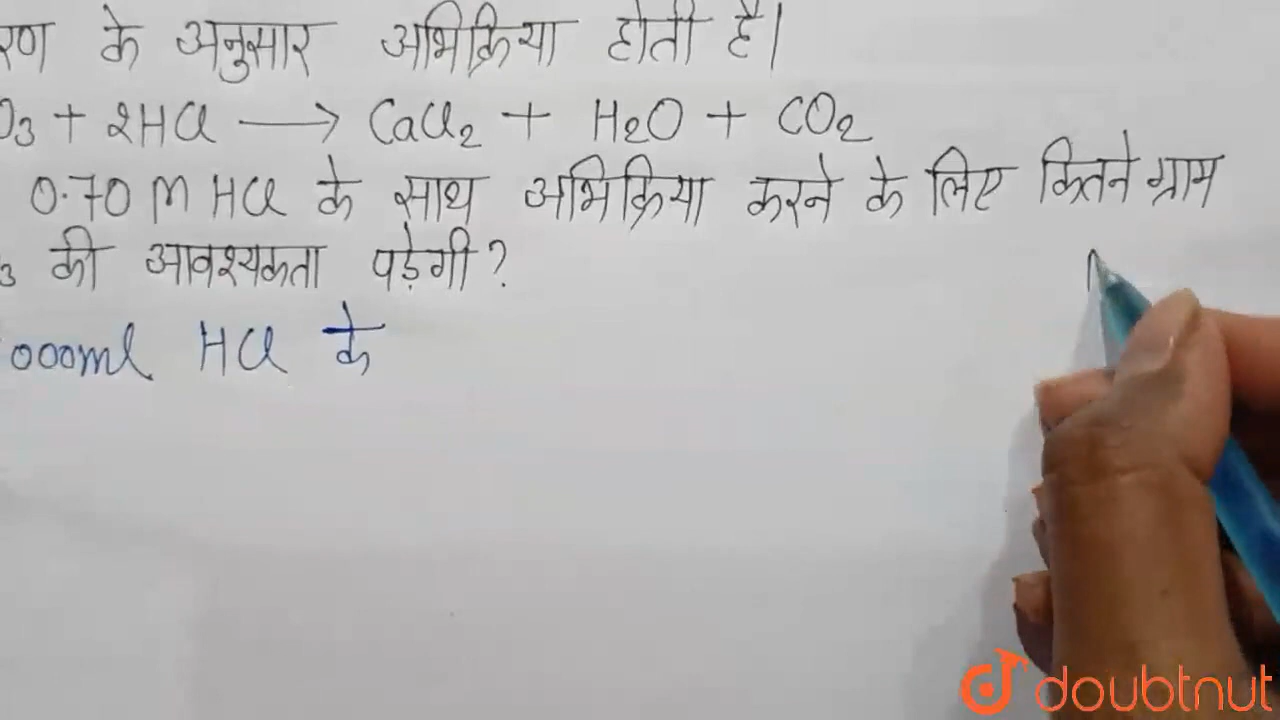 रण के अनुसार अभिक्रिया होती है।
O3 + 2HCl → CaCl2 + H2O + CO2
0.70 M HCl के साथ अभिक्रिया करने के लिए कितने ग्राम
3 की आवश्यकता पड़ेगी?
000ml HCl के
doubtnut